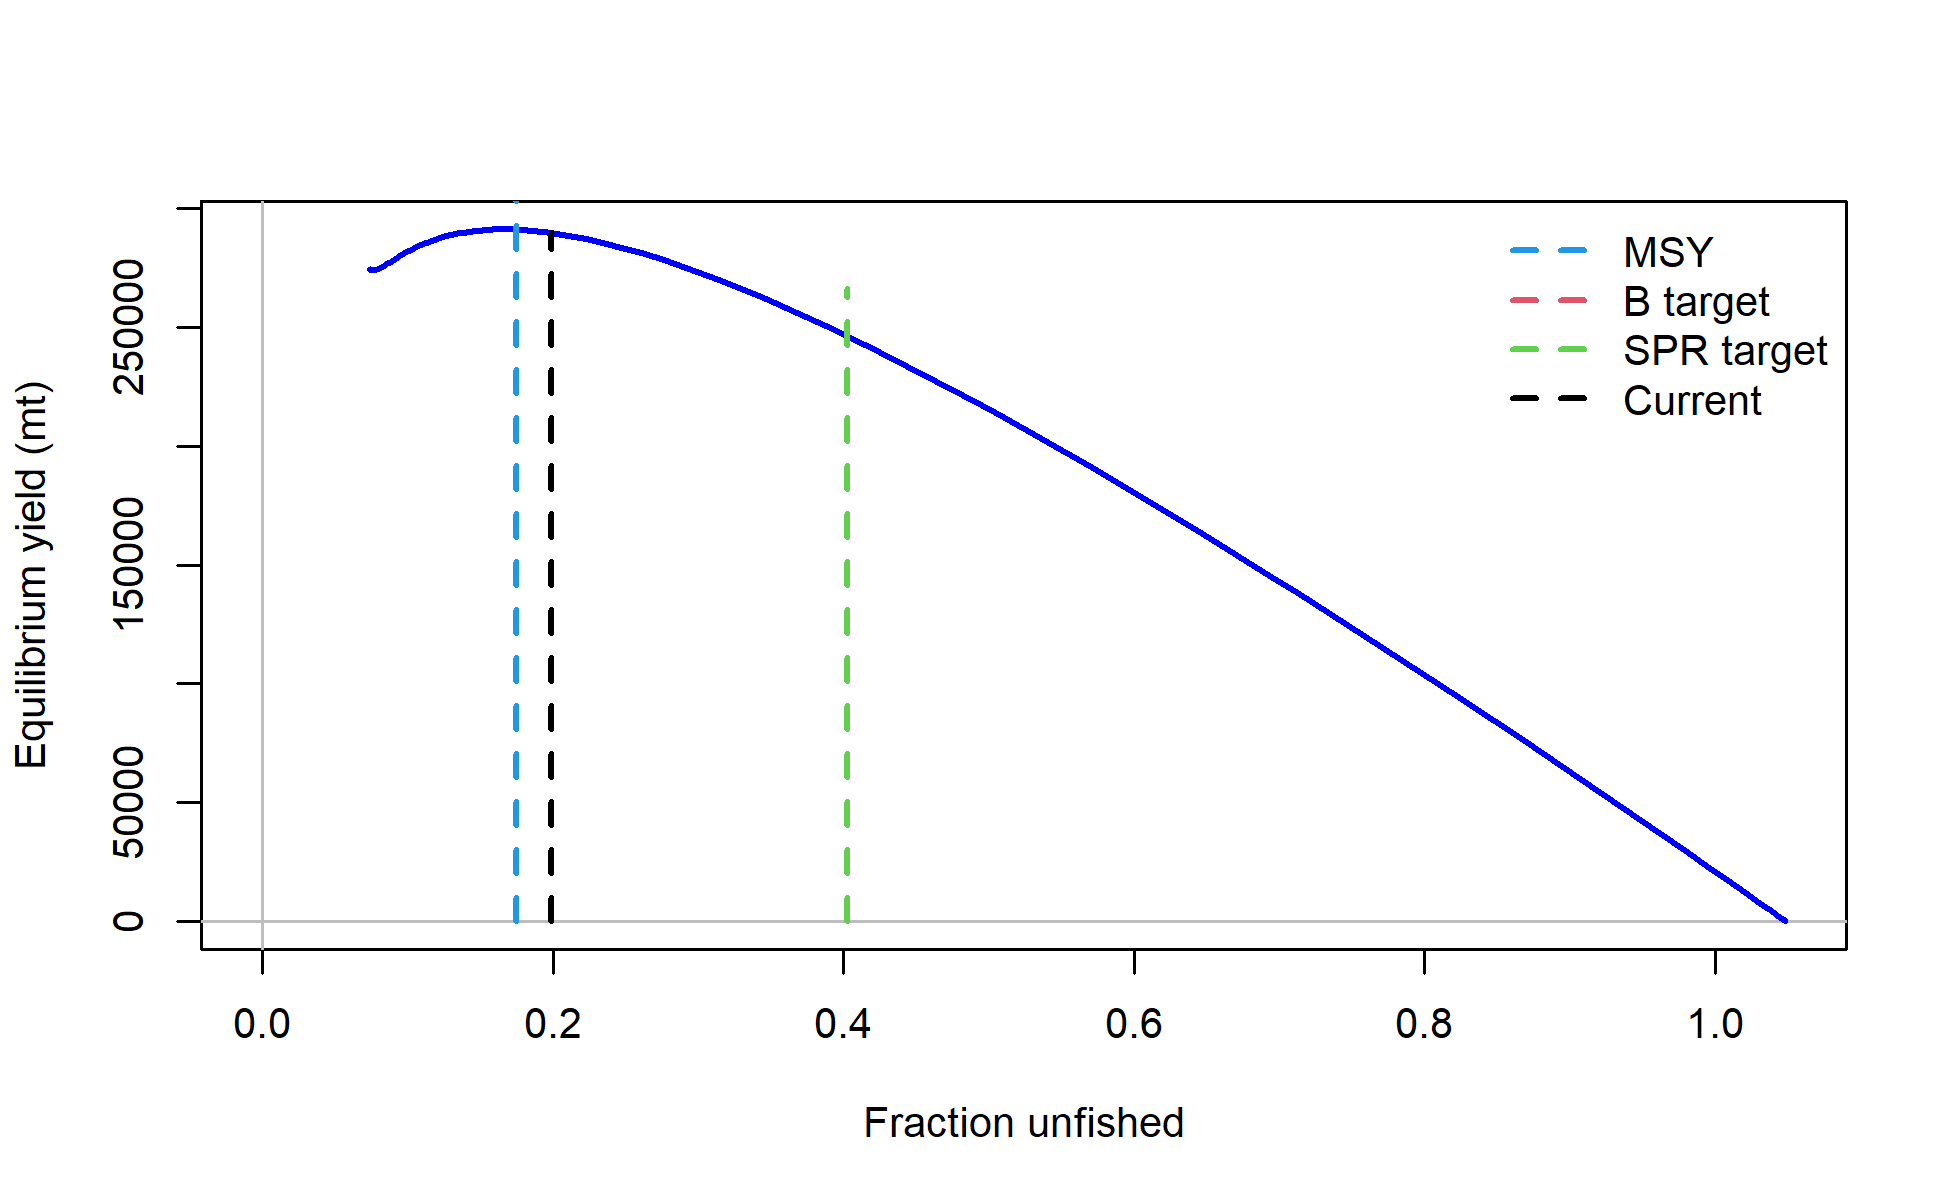 Equilibrium yield (mt)
250000
150000
50000
0
MSY
B target
SPR target
Current
0.0 0.2 0.4 0.6 0.8 1.0
Fraction unfished